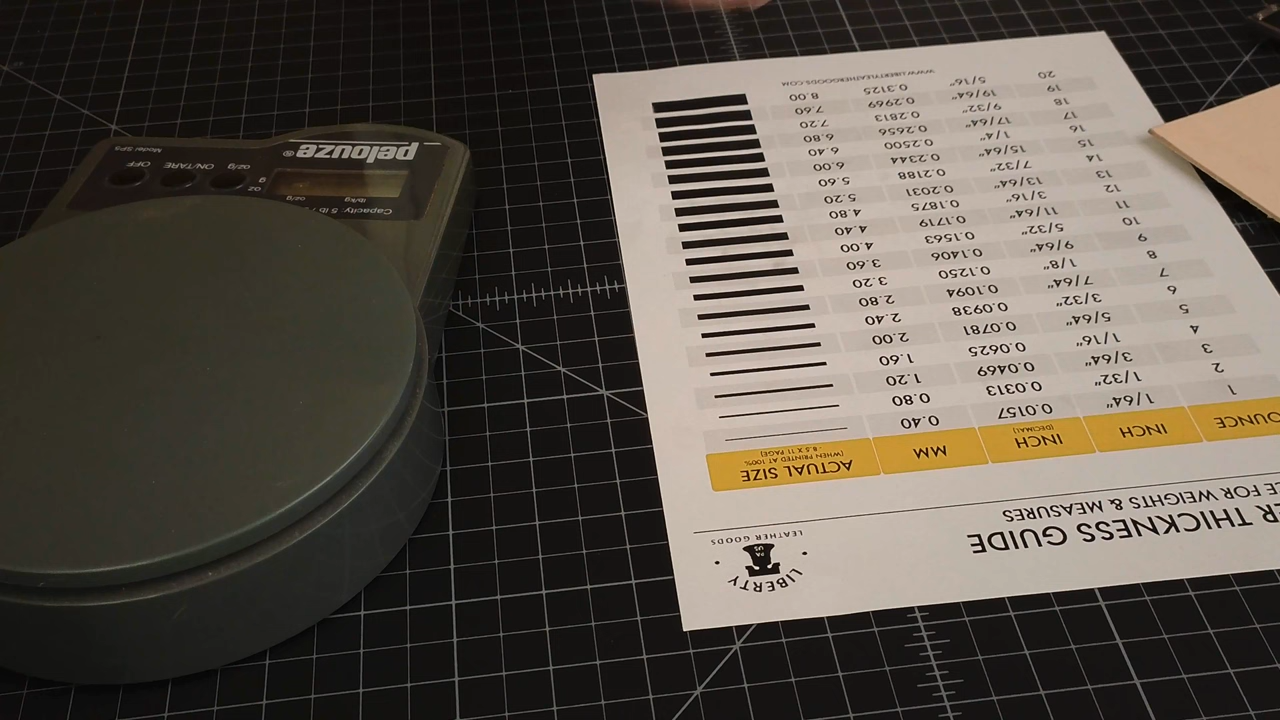 LIBERTY
PA
US
LEATHER GOODS
ER THICKNESS GUIDE
CE FOR WEIGHTS & MEASURES
OUNCE INCH INCH (DECIMAL) MM ACTUAL SIZE
(WHEN PRINTED AT 100% - 8.5 X 11 PAGE)
1 1/64" 0.0157 0.40
2 1/32" 0.0313 0.80
3 3/64" 0.0469 1.20
4 1/16" 0.0625 1.60
5 5/64" 0.0781 2.00
6 3/32" 0.0938 2.40
7 7/64" 0.1094 2.80
8 1/8" 0.1250 3.20
9 9/64" 0.1406 3.60
10 5/32" 0.1563 4.00
11 11/64" 0.1719 4.40
12 3/16" 0.1875 4.80
13 13/64" 0.2031 5.20
14 7/32" 0.2188 5.60
15 15/64" 0.2344 6.00
16 1/4" 0.2500 6.40
17 17/64" 0.2656 6.80
18 9/32" 0.2813 7.20
19 19/64" 0.2969 7.60
20 5/16" 0.3125 8.00
WWW.LIBERTYLEATHERGOODS.COM
Capacity: 5 lb
lb/kg oz/g
oz
g
oz/g ON/TARE OFF
pelouze®
Model SP5